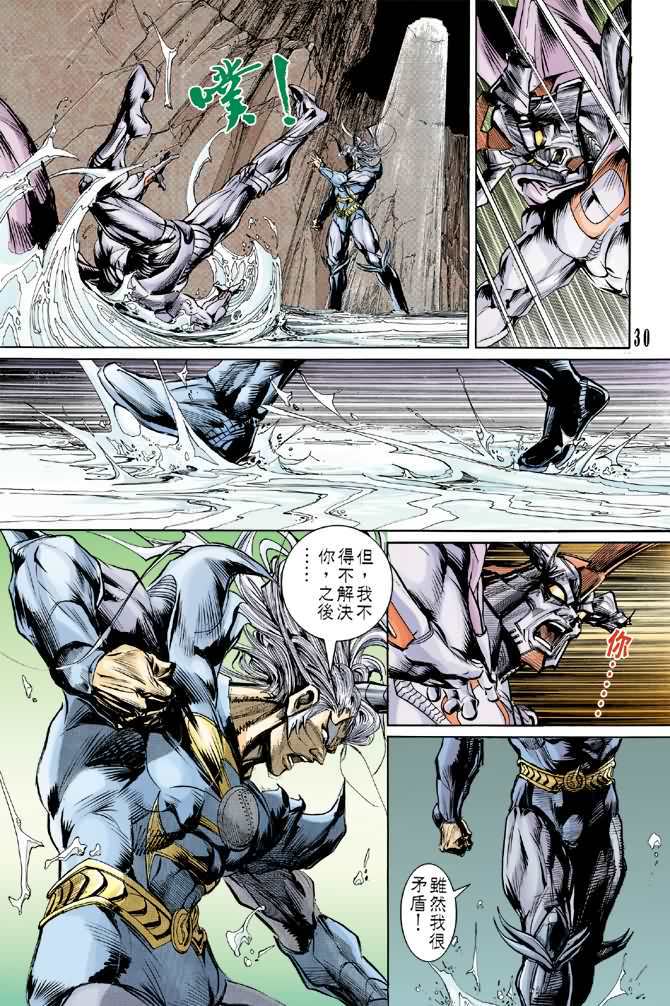 噗！
30
你……
雖然我很
矛盾！
但，我不
得不解決
你，之後
……